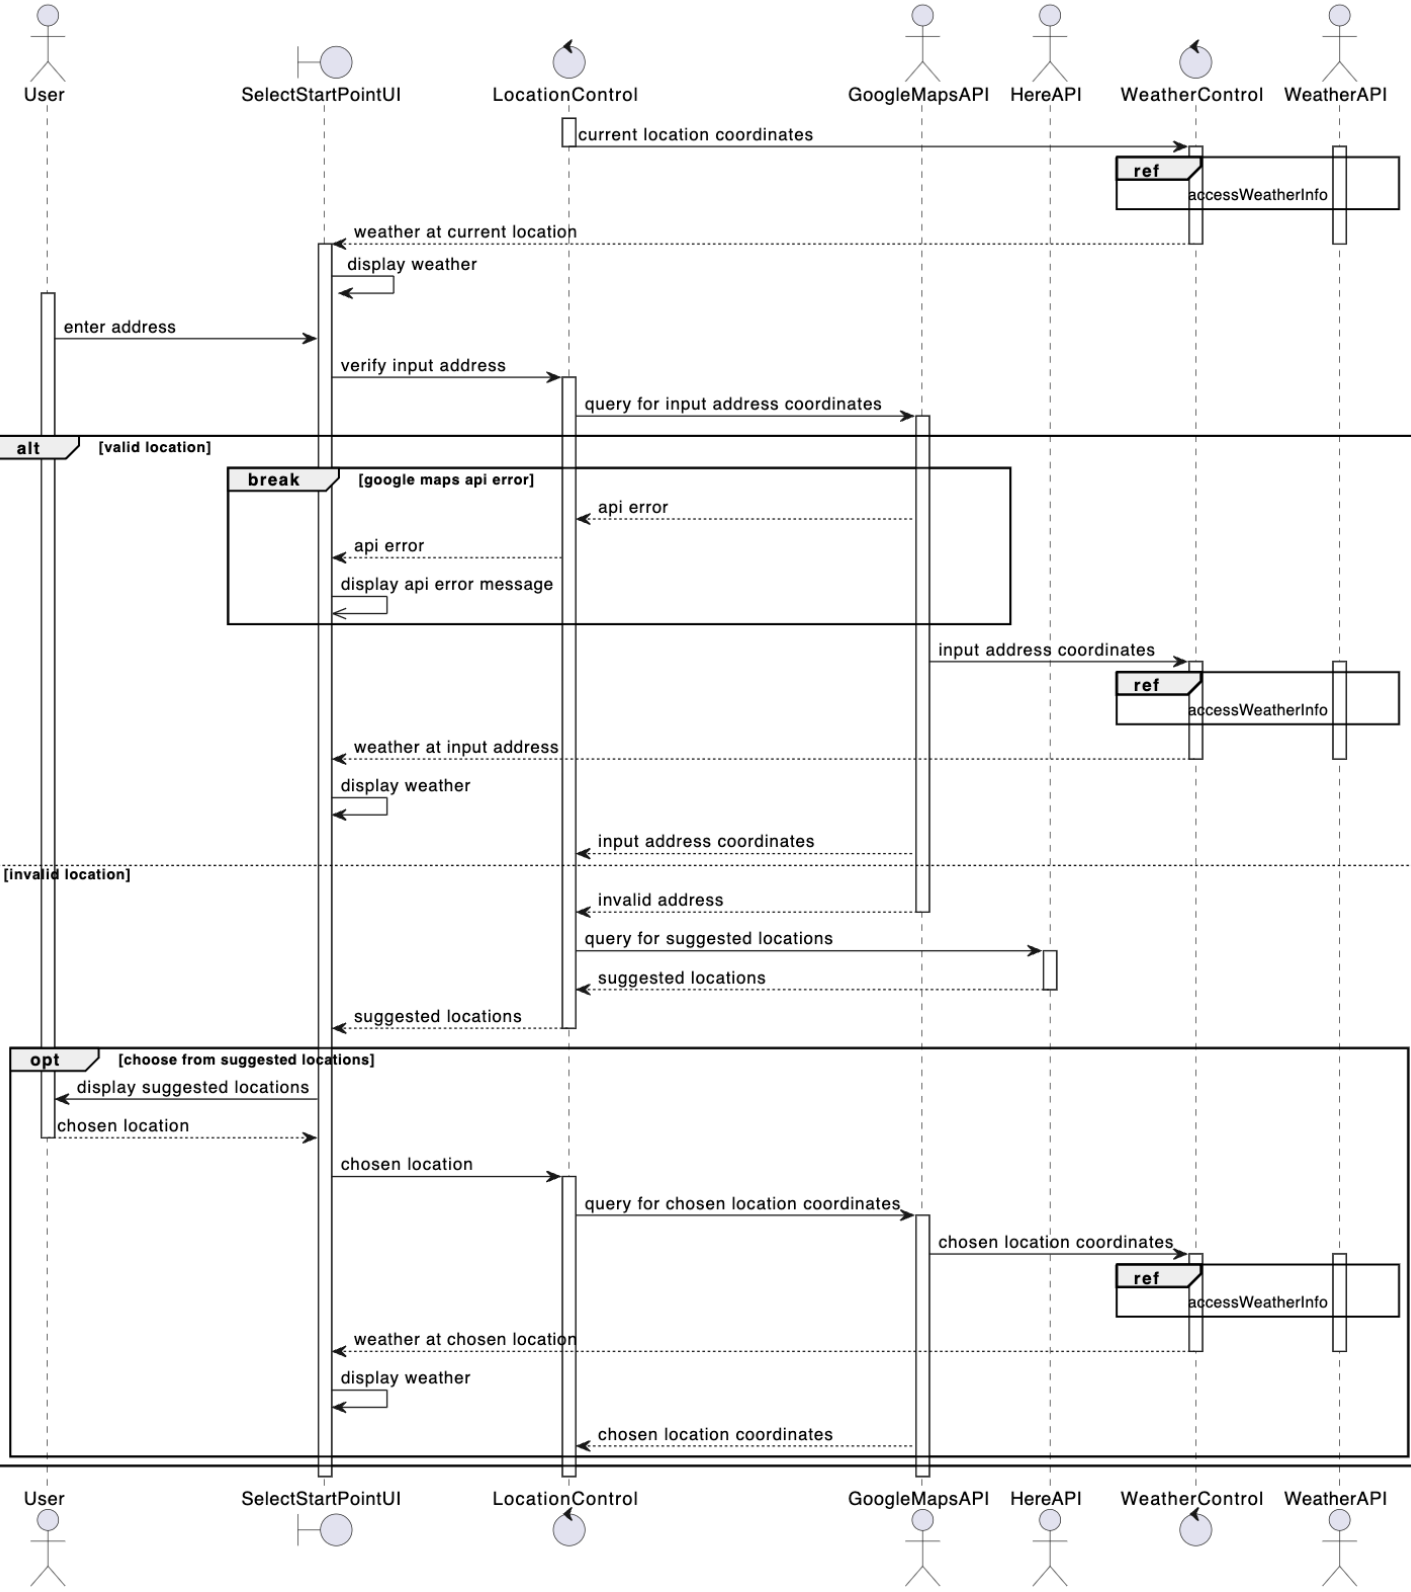 User SelectStartPointUI LocationControl GoogleMapsAPI HereAPI WeatherControl WeatherAPI
current location coordinates
ref
accessWeatherInfo
weather at current location
display weather
enter address
verify input address
query for input address coordinates
alt [valid location]
break [google maps api error]
api error
api error
display api error message
input address coordinates
ref
accessWeatherInfo
weather at input address
display weather
input address coordinates
[invalid location]
invalid address
query for suggested locations
suggested locations
suggested locations
opt [choose from suggested locations]
display suggested locations
chosen location
chosen location
query for chosen location coordinates
chosen location coordinates
ref
accessWeatherInfo
weather at chosen location
display weather
chosen location coordinates
User SelectStartPointUI LocationControl GoogleMapsAPI HereAPI WeatherControl WeatherAPI